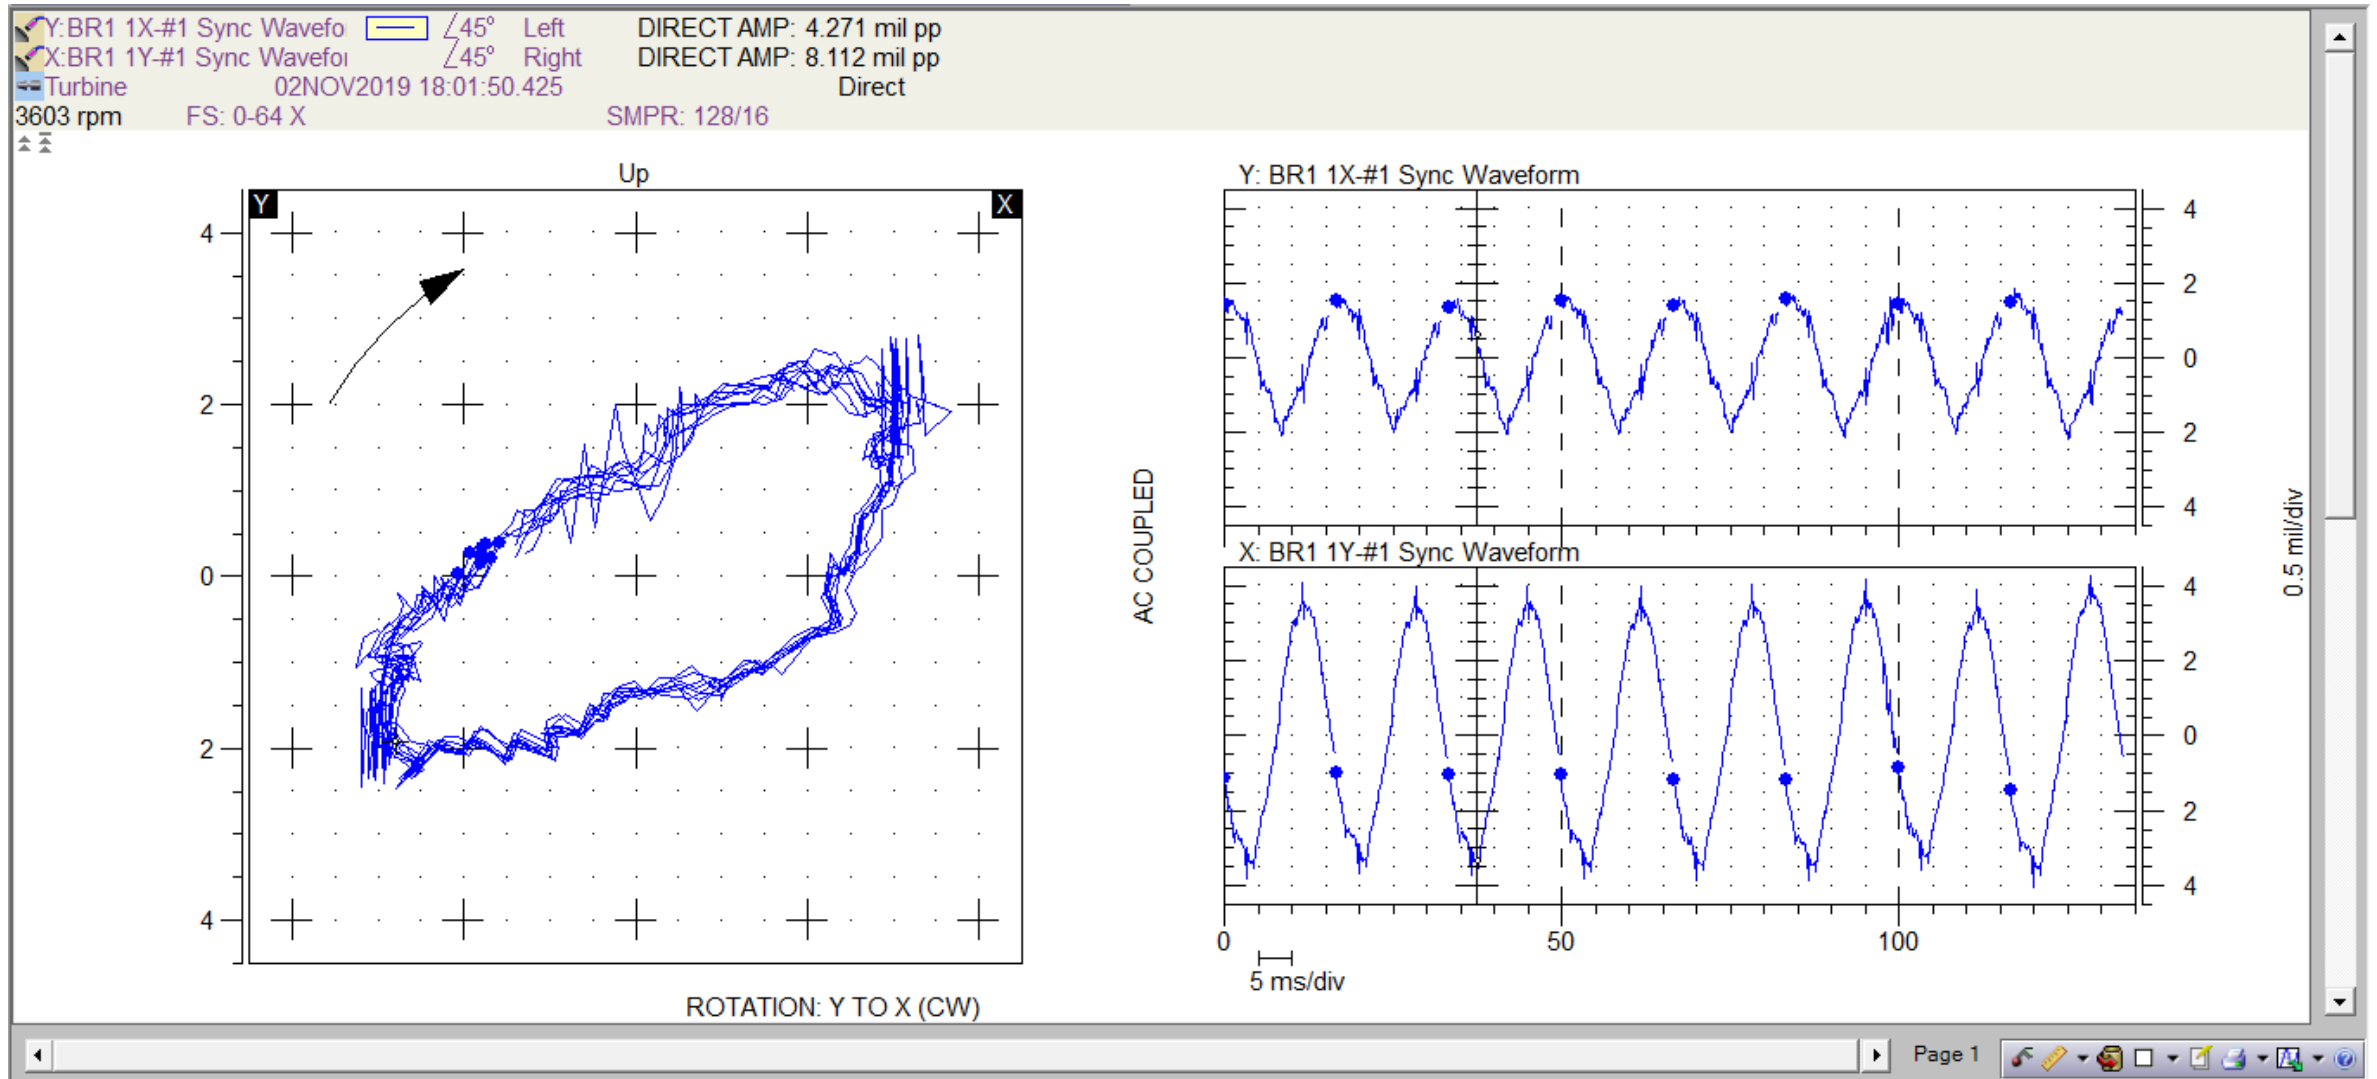 Y:BR1 1X-#1 Sync Wavefo ∠45º Left DIRECT AMP: 4.271 mil pp
X:BR1 1Y-#1 Sync Wavefor ∠45º Right DIRECT AMP: 8.112 mil pp
Turbine 02NOV2019 18:01:50.425 Direct
3603 rpm FS: 0-64 X SMPR: 128/16
Up
Y X
4
2
0
2
4
ROTATION: Y TO X (CW)
Y: BR1 1X-#1 Sync Waveform
4
2
0
2
4
AC COUPLED
0.5 mil/div
X: BR1 1Y-#1 Sync Waveform
4
2
0
2
4
0 50 100
5 ms/div
Page 1